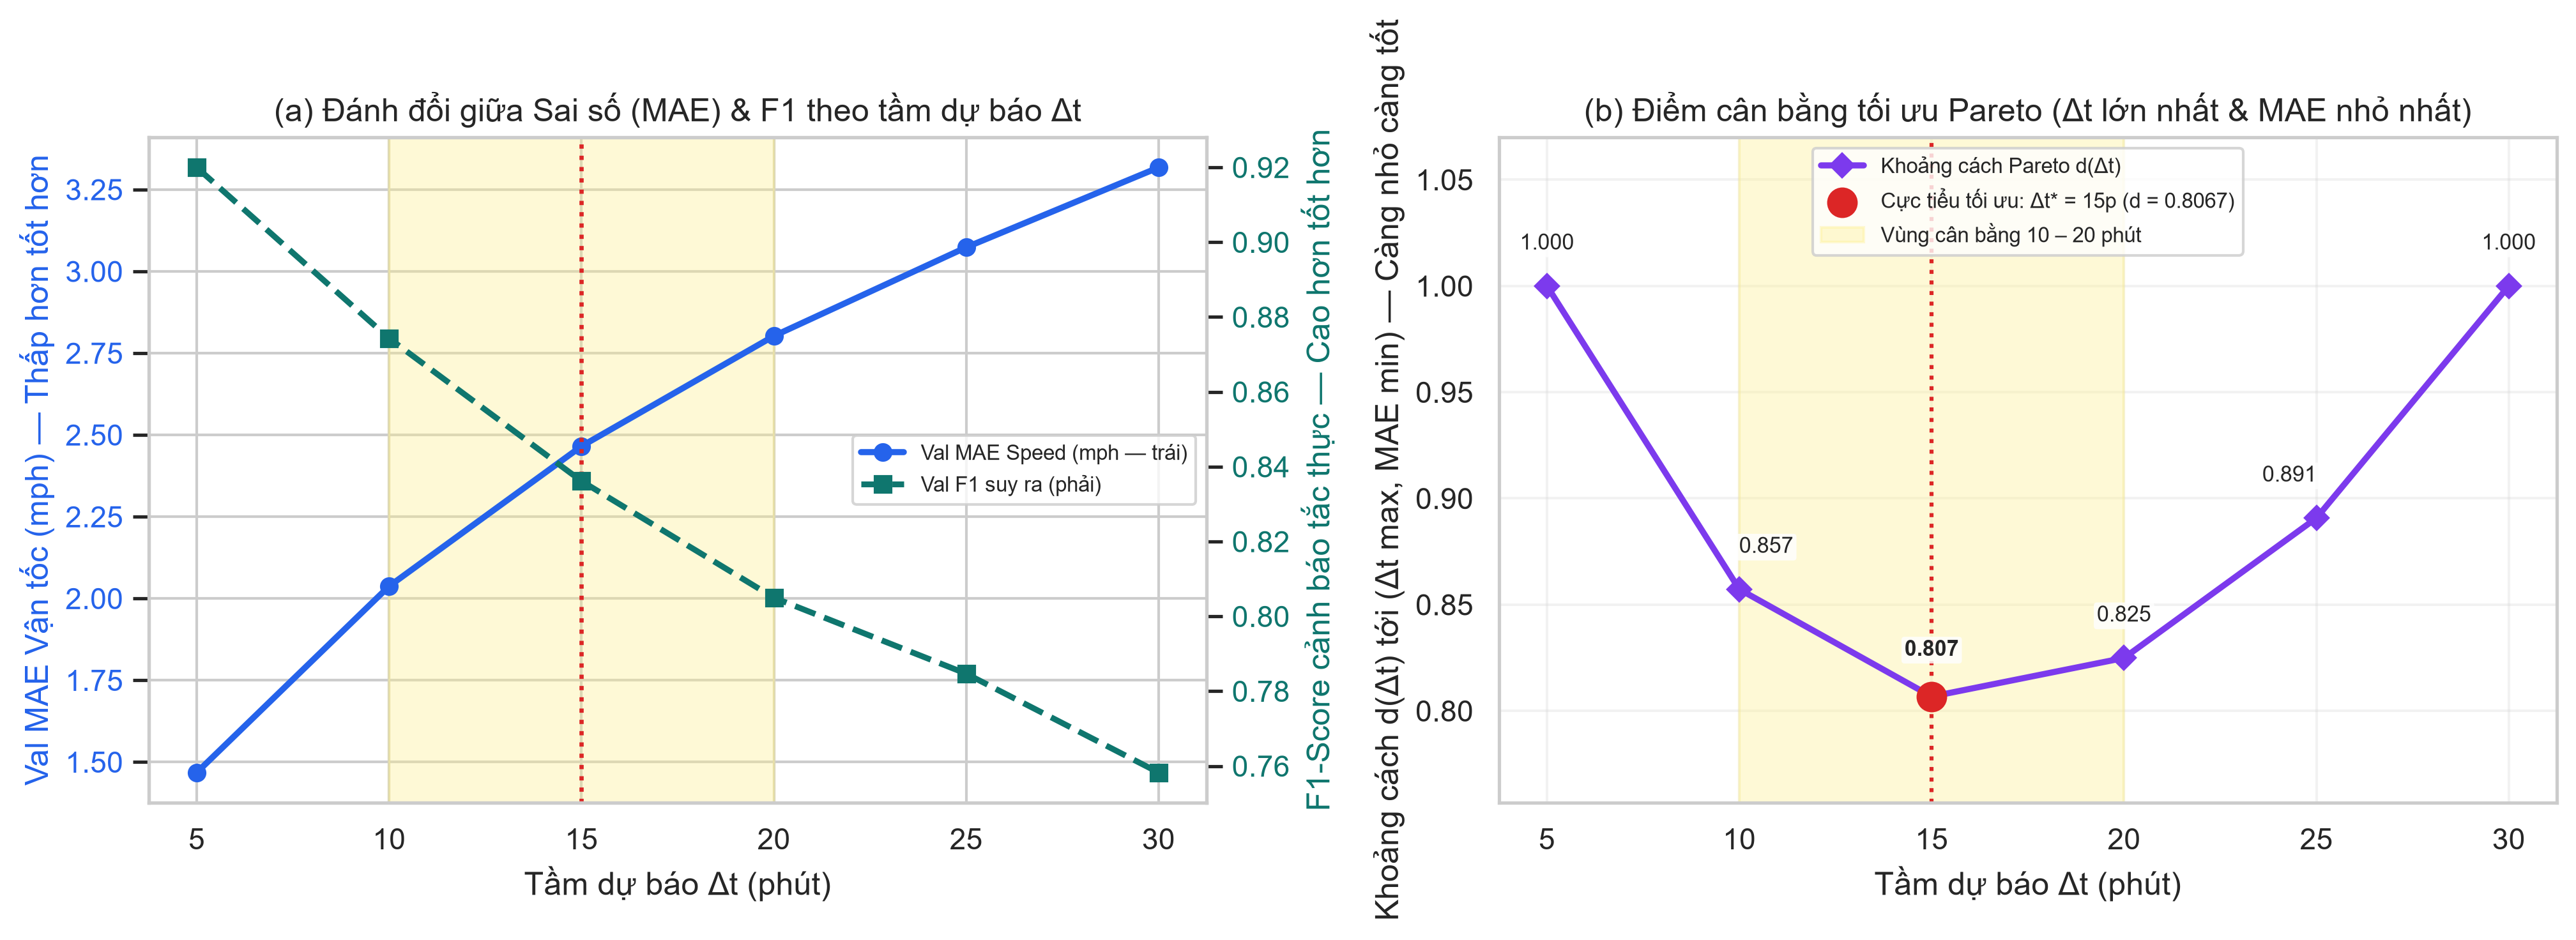 (a) Đánh đổi giữa Sai số (MAE) & F1 theo tầm dự báo Δt
Val MAE Vận tốc (mph) — Thấp hơn tốt hơn
3.25
3.00
2.75
2.50
2.25
2.00
1.75
1.50
0.92
0.90
0.88
0.86
0.84
0.82
0.80
0.78
0.76
F1-Score cảnh báo tắc thực — Cao hơn tốt hơn
Val MAE Speed (mph — trái)
Val F1 suy ra (phải)
5 10 15 20 25 30
Tầm dự báo Δt (phút)
(b) Điểm cân bằng tối ưu Pareto (Δt lớn nhất & MAE nhỏ nhất)
Khoảng cách d(Δt) tới (Δt max, MAE min) — Càng nhỏ càng tốt
1.05
1.00
0.95
0.90
0.85
0.80
Khoảng cách Pareto d(Δt)
Cực tiểu tối ưu: Δt* = 15p (d = 0.8067)
Vùng cân bằng 10 – 20 phút
1.000
0.857
0.807
0.825
0.891
1.000
5 10 15 20 25 30
Tầm dự báo Δt (phút)